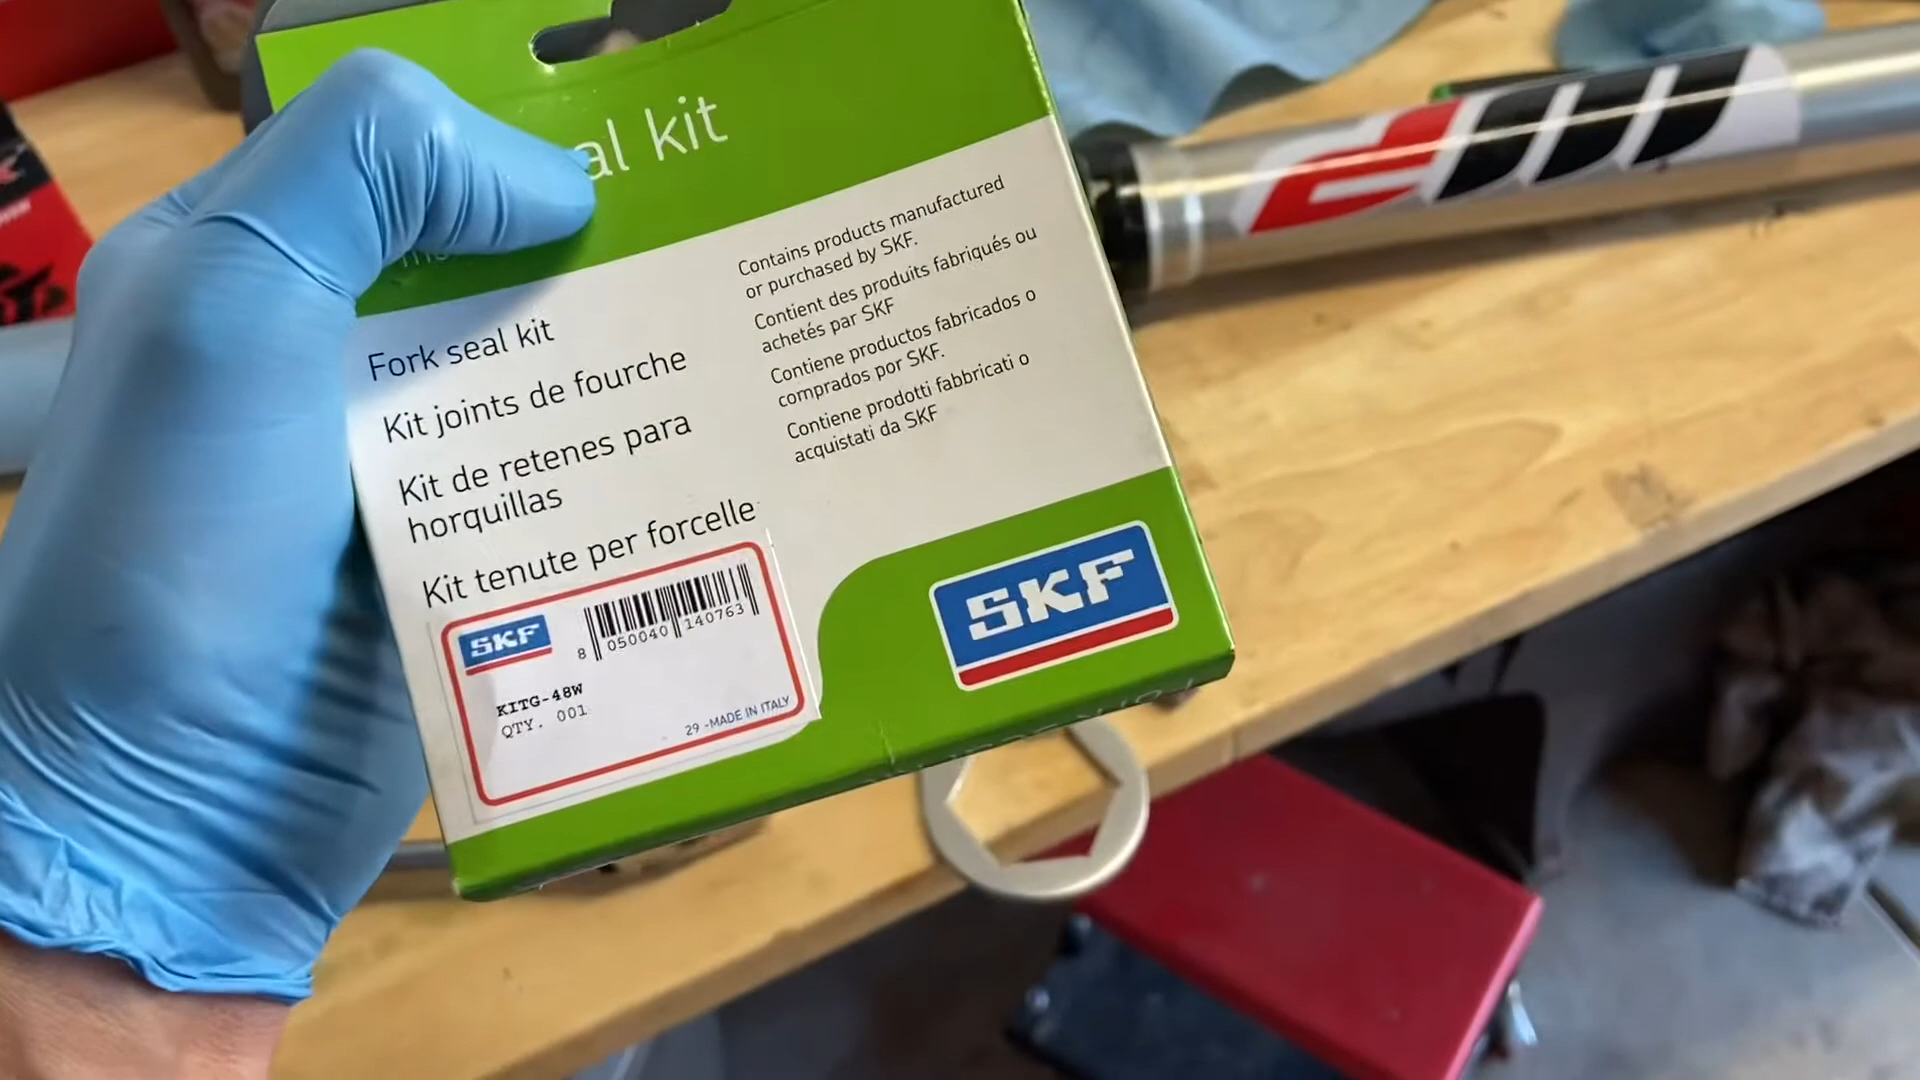 al kit
Fork seal kit
Kit joints de fourche
Kit de retenes para
horquillas
Kit tenute per forcelle
Contains products manufactured
or purchased by SKF.
Contient des produits fabriqués ou
achetés par SKF
Contiene productos fabricados o
comprados por SKF.
Contiene prodotti fabbricati o
acquistati da SKF
SKF
8 050040 140763
KITG-48W
QTY. 001
29 -MADE IN ITALY
SKF